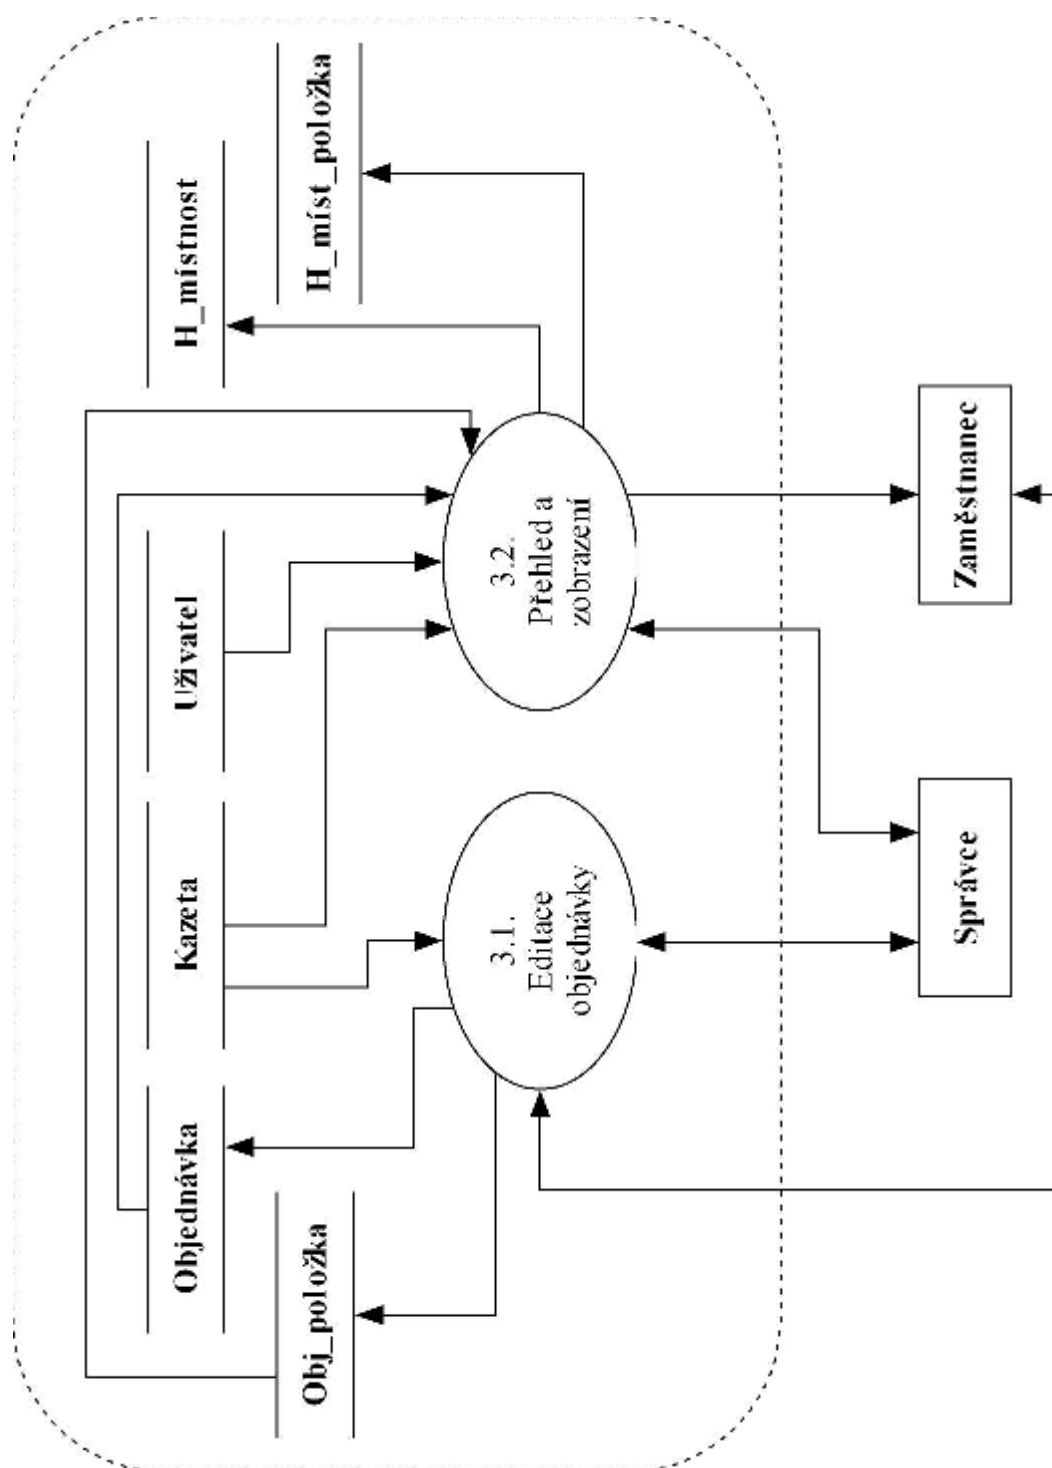 Obj_položka
Objednávka
Kazeta
Uživatel
H_místnost
H_míst_položka
3.1.
Editace
objednávky
3.2.
Přehled a
zobrazení
Správce
Zaměstnanec